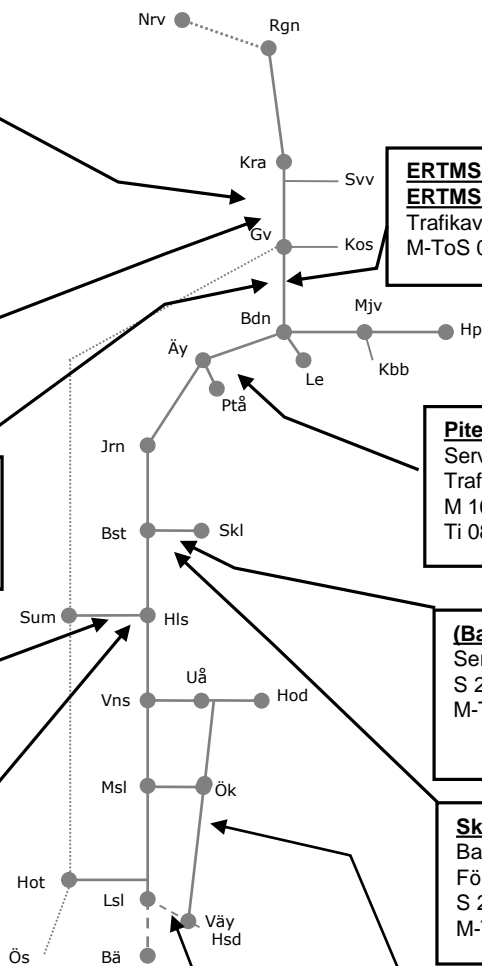 Nrv
Rgn
Kra
Svv
ERTMS
ERTMS
Trafikav
M-ToS 0
Gv
Kos
Bdn
Mjv
Hp
Äy
Le
Kbb
Ptå
Jrn
Pite
Serv
Traf
M 16
Ti 08
Bst
Skl
Sum
Hls
(Ba
Ser
S 2
M-T
Uå
Vns
Hod
Msl
Ök
Sk
Ba
Fö
S 2
M-T
Hot
Lsl
Väy
Hsd
Ös
Bä